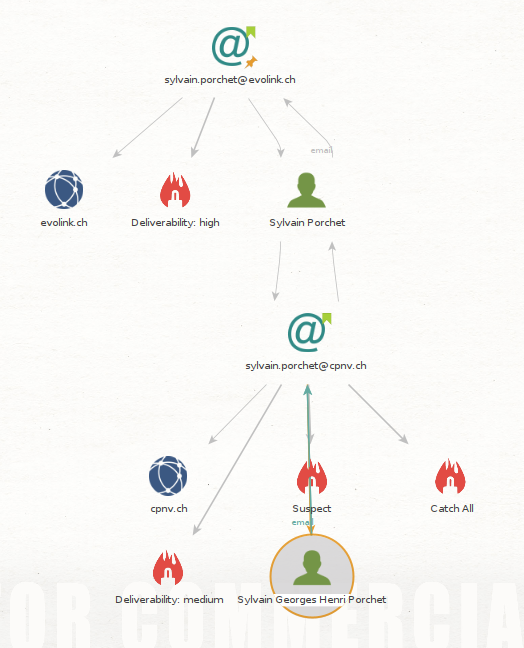 sylvain.porchet@evolink.ch
email
evolink.ch
Deliverability: high
Sylvain Porchet
sylvain.porchet@cpnv.ch
cpnv.ch
Suspect
Catch All
email
Deliverability: medium
Sylvain Georges Henri Porchet
OR COMMERCIA